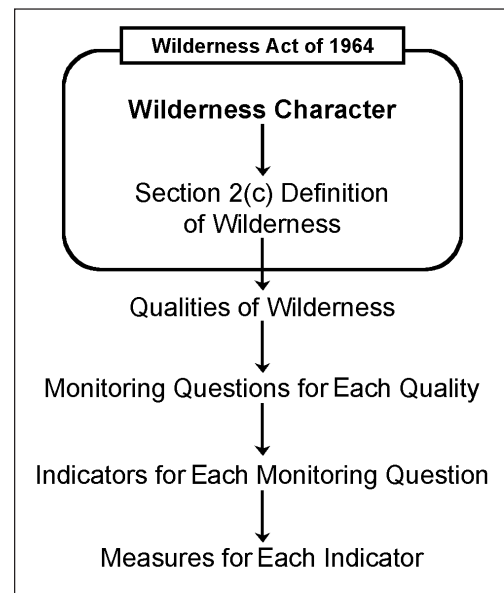 Wilderness Act of 1964
Wilderness Character
Section 2(c) Definition
of Wilderness
Qualities of Wilderness
Monitoring Questions for Each Quality
Indicators for Each Monitoring Question
Measures for Each Indicator